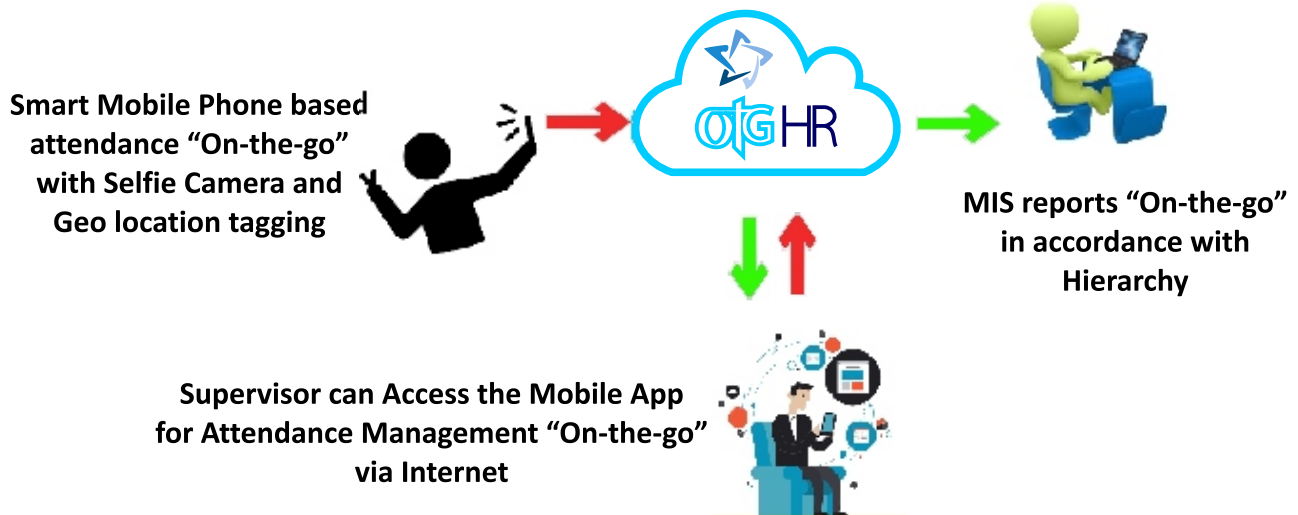 Smart Mobile Phone based
attendance “On-the-go”
with Selfie Camera and
Geo location tagging
OTG HR
MIS reports “On-the-go”
in accordance with
Hierarchy
Supervisor can Access the Mobile App
for Attendance Management “On-the-go”
via Internet